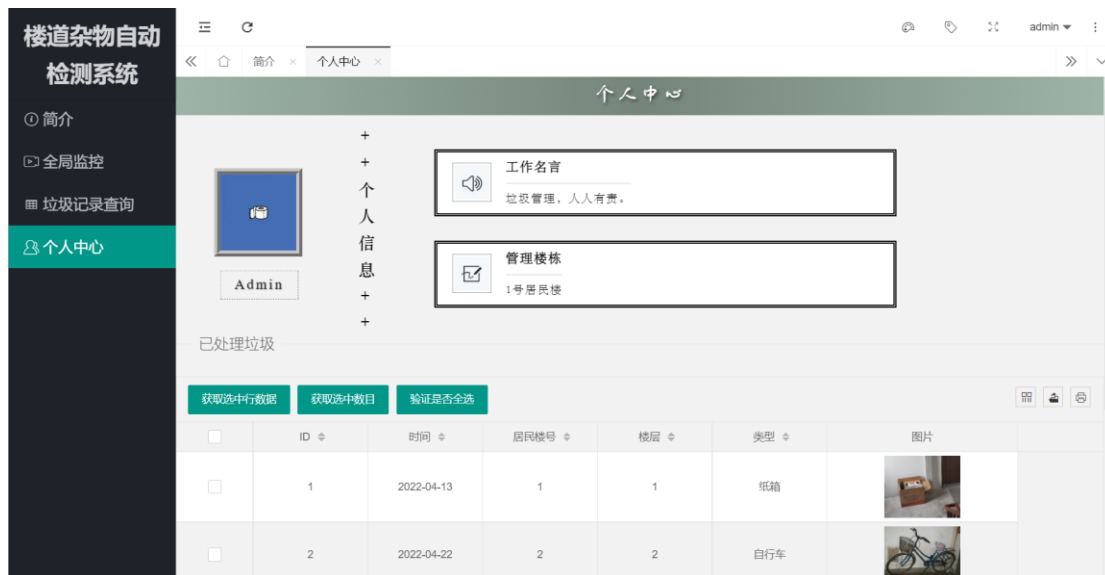 楼道杂物自动
检测系统
简介
全局监控
垃圾记录查询
个人中心
admin
简介 ×
个人中心 ×
个人中心
+
+
个
人
信
息
+
+
Admin
工作名言
垃圾管理，人人有责。
管理楼栋
1号居民楼
已处理垃圾
获取选中行数据 获取选中数目 验证是否全选
ID 时间 居民楼号 楼层 类型 图片
1 2022-04-13 1 1 纸箱
2 2022-04-22 2 2 自行车